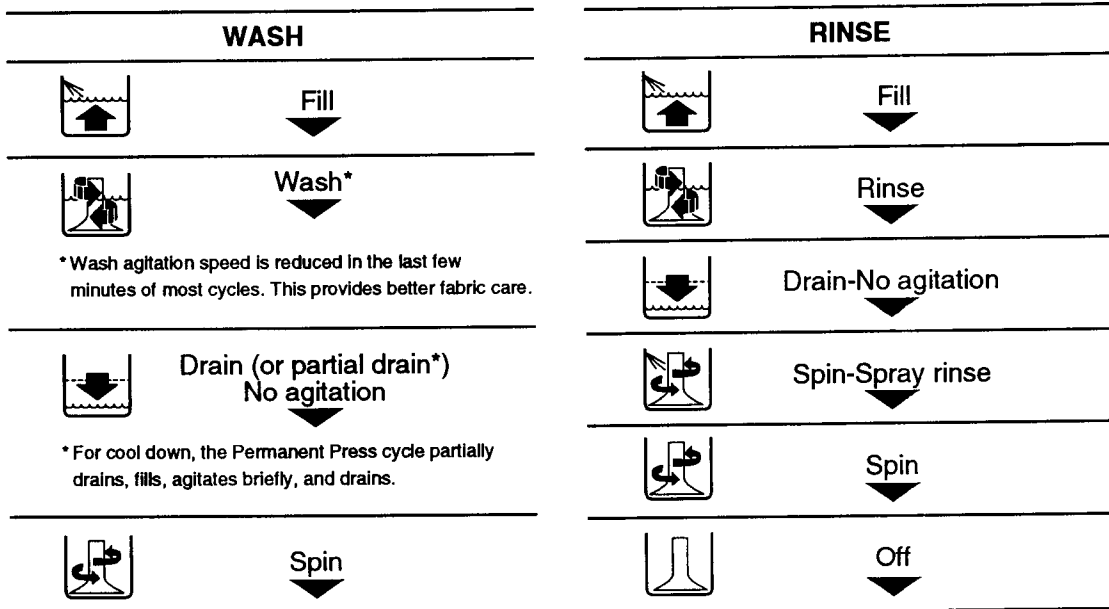 WASH
Fill
Wash*
* Wash agitation speed is reduced in the last few
minutes of most cycles. This provides better fabric care.
Drain (or partial drain*)
No agitation
* For cool down, the Permanent Press cycle partially
drains, fills, agitates briefly, and drains.
Spin
RINSE
Fill
Rinse
Drain-No agitation
Spin-Spray rinse
Spin
Off